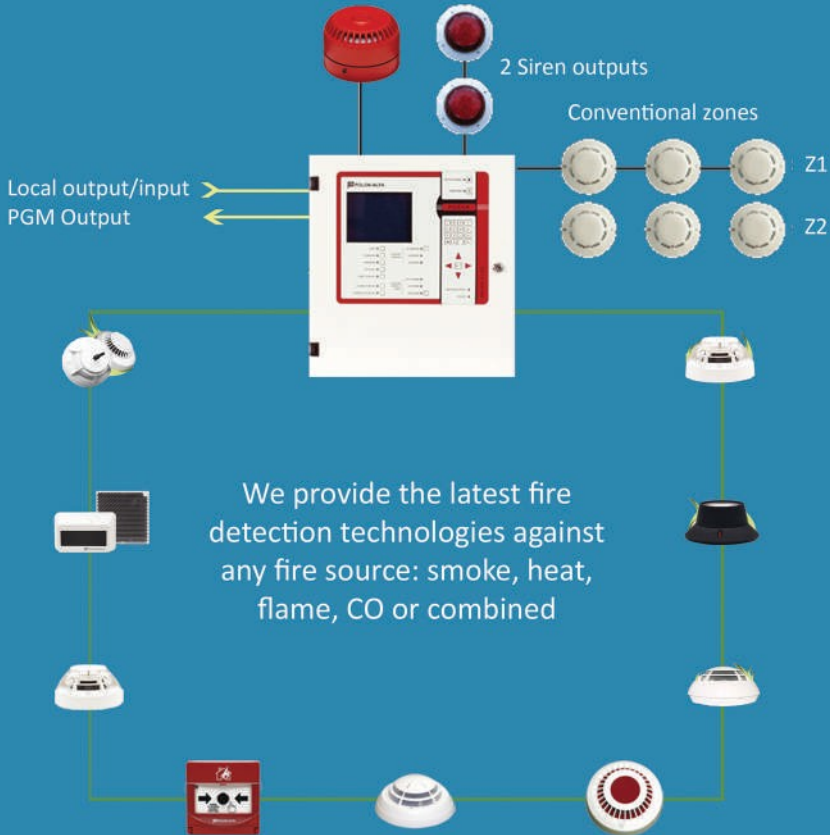 2 Siren outputs
Conventional zones
Z1
Local output/input
PGM Output
Z2
POLON-ALFA
We provide the latest fire
detection technologies against
any fire source: smoke, heat,
flame, CO or combined